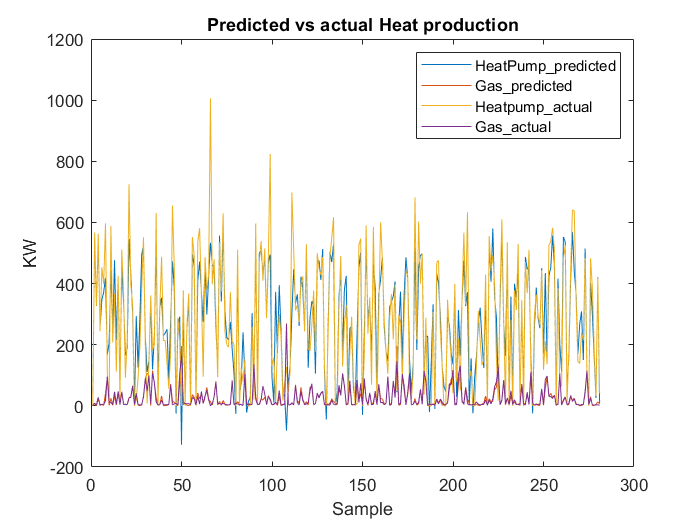 Predicted vs actual Heat production
1200
1000
800
600
400
200
0
-200
KW
HeatPump_predicted
Gas_predicted
Heatpump_actual
Gas_actual
0 50 100 150 200 250 300
Sample